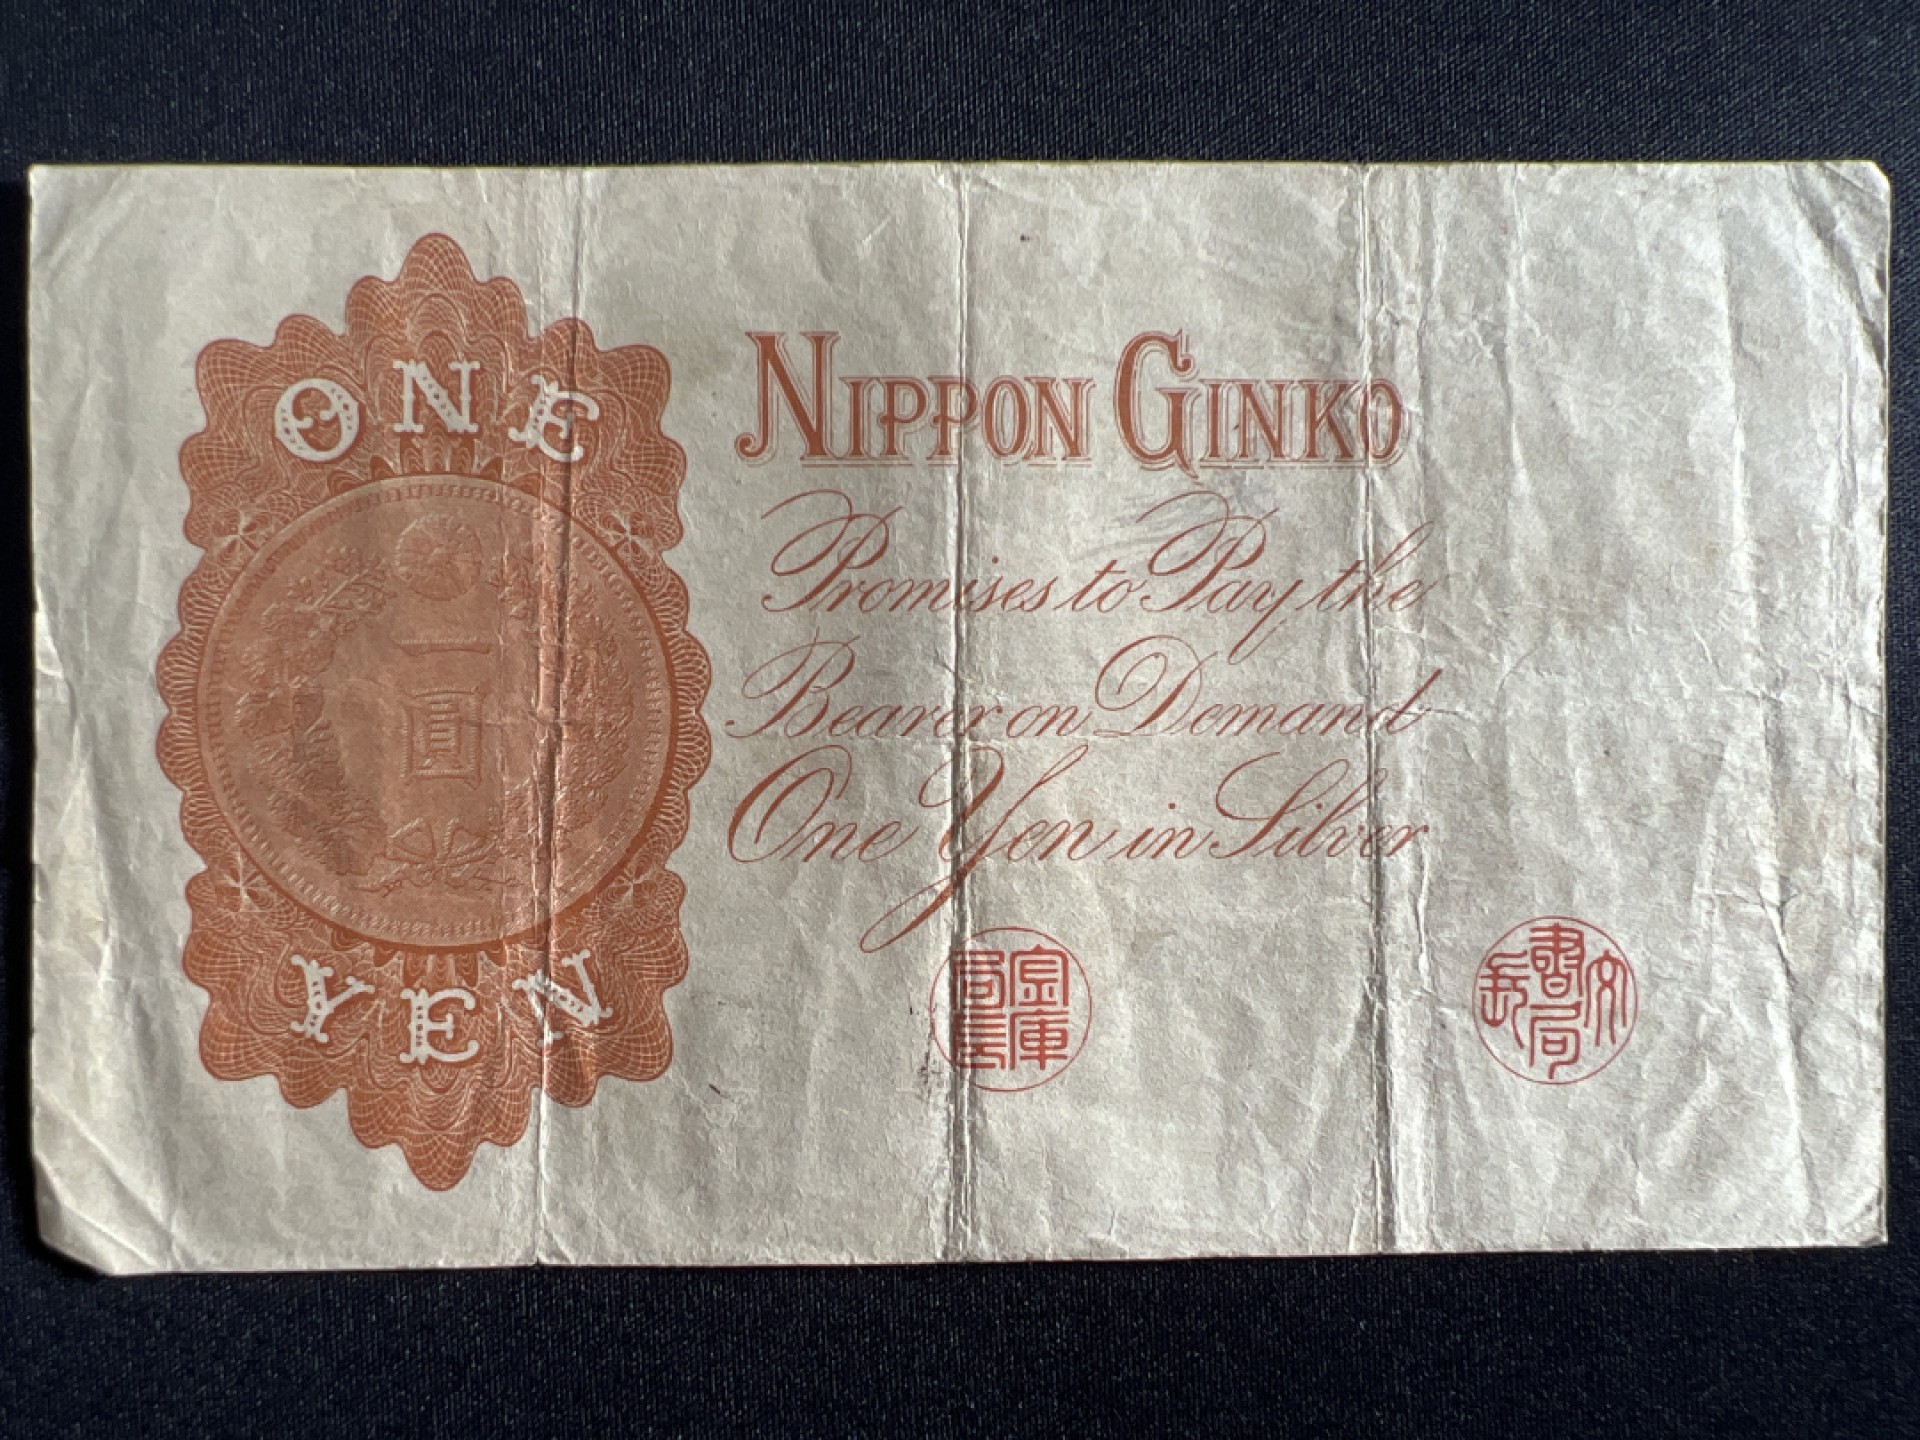 ONE
一
圓
YEN
NIPPON GINKO
Promises to Pay the
Bearer on Demand
One Yen in Silver
金庫局長
文書局長